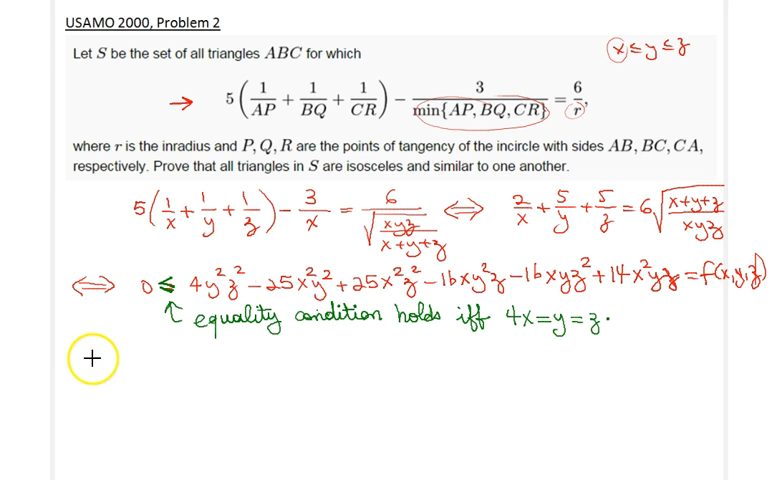 USAMO 2000, Problem 2
Let S be the set of all triangles ABC for which
x ≤ y ≤ z
→ 5 ( 1/AP + 1/BQ + 1/CR ) − 3/min{AP, BQ, CR} = 6/r,
where r is the inradius and P, Q, R are the points of tangency of the incircle with sides AB, BC, CA,
respectively. Prove that all triangles in S are isosceles and similar to one another.
5 ( 1/x + 1/y + 1/z ) − 3/x = 6/√(xyz/(x+y+z)) ⟺ 2/x + 5/y + 5/z = 6√((x+y+z)/(xyz))
⟺ 0 ≤ 4y²z² − 25x²y² + 25x²z² − 16xy²z − 16xyz² + 14x²yz = f(x,y,z)
↑ equality condition holds iff 4x=y=z.